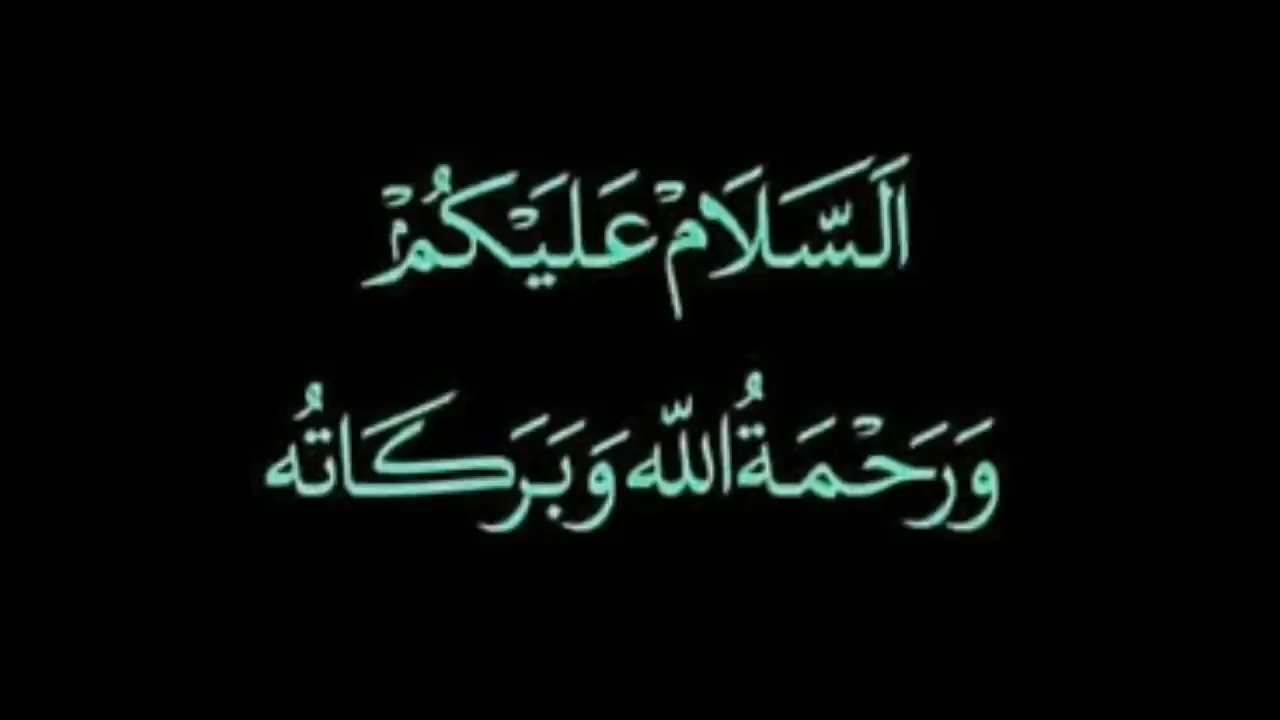 اَلسَّلَامْ عَلَيْكُمْ
وَرَحْمَةُ اللّه وَبَرَكَاتُه